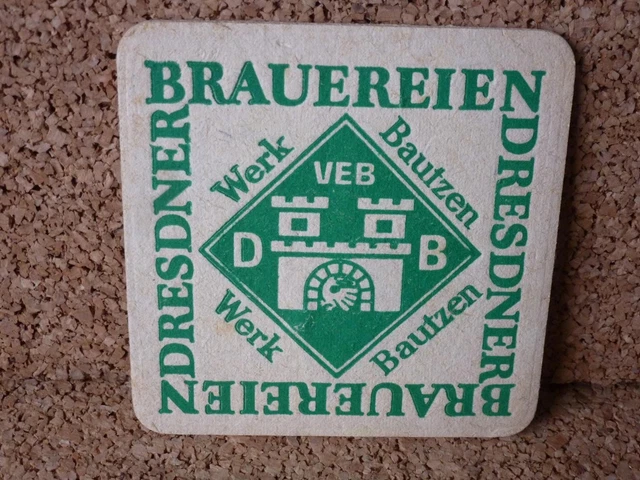 BRAUEREIEN
DRESDNER
BRAUEREIEN
DRESDNER
Werk Bautzen
VEB
D B
Werk Bautzen